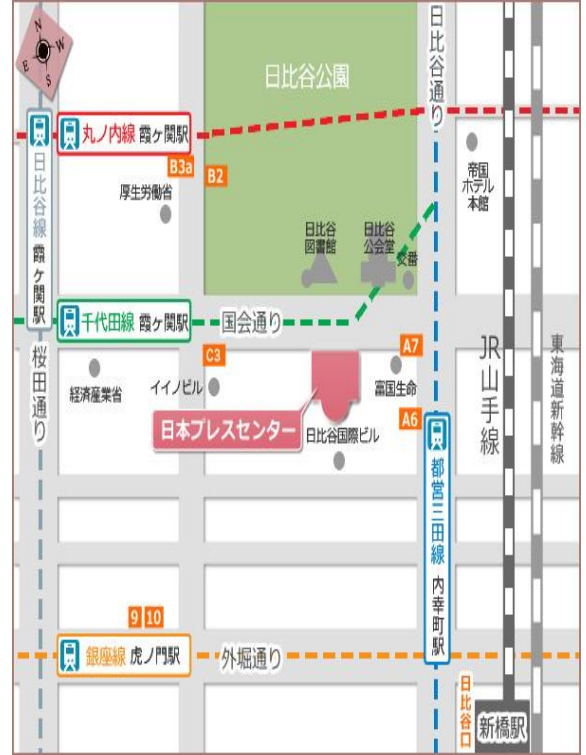 N
W
E
S
日比谷公園
日比谷通り
丸ノ内線 霞ケ関駅
B3a
B2
厚生労働省
帝国
ホテル
本館
日比谷線 霞ケ関駅
日比谷
図書館
日比谷
公会堂
交番
千代田線 霞ケ関駅
国会通り
桜田通り
経済産業省
C3
イイノビル
A7
富国生命
JR山手線
東海道新幹線
日本プレスセンター
日比谷国際ビル
A6
都営三田線 内幸町駅
9
10
銀座線 虎ノ門駅
外堀通り
日比谷口
新橋駅